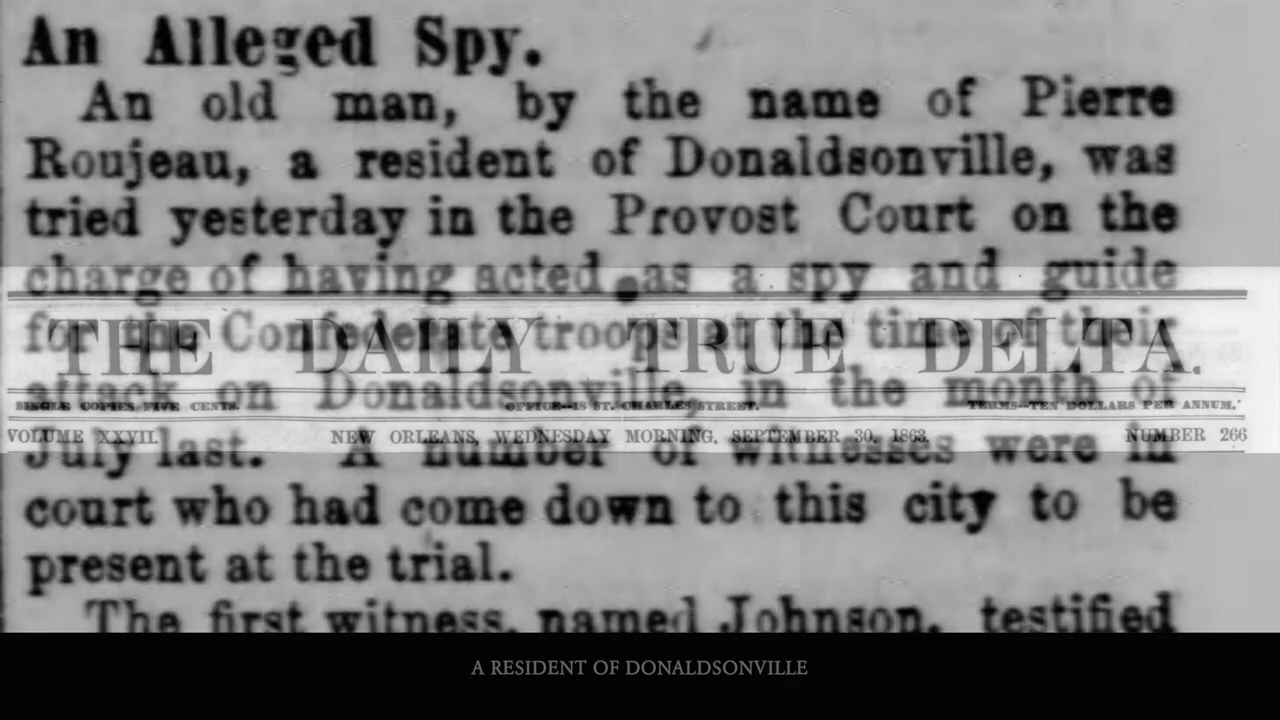 An Alleged Spy.
An old man, by the name of Pierre
Roujeau, a resident of Donaldsonville, was
tried yesterday in the Provost Court on the
charge of having acted as a spy and guide
for the Confederate troops at the time of their
attack on Donaldsonville in the month of
July last. A number of witnesses were in
court who had come down to this city to be
present at the trial.
The first witness, named Johnson, testified
THE DAILY TRUE DELTA.
SINGLE COPIES FIVE CENTS. OFFICE--18 ST. CHARLES STREET. TERMS--TEN DOLLARS PER ANNUM,
VOLUME XXVII. NEW ORLEANS, WEDNESDAY MORNING, SEPTEMBER 30, 1863. NUMBER 266
A RESIDENT OF DONALDSONVILLE